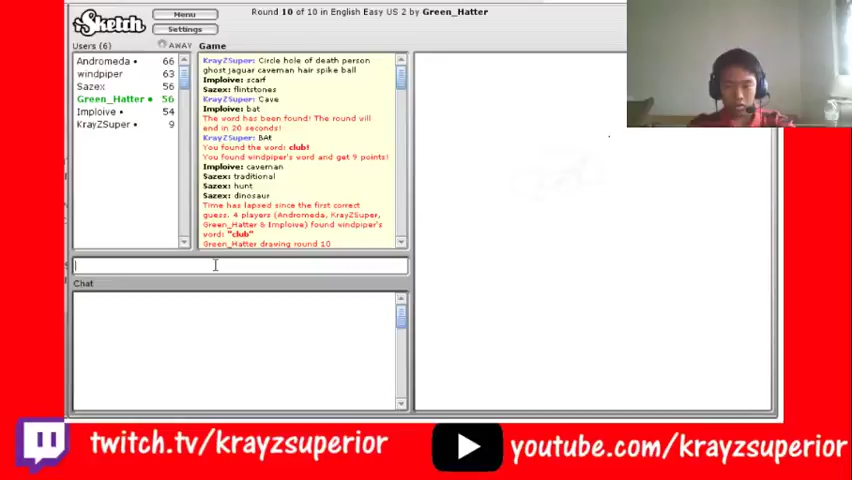 iSketch
Menu
Settings
Round 10 of 10 in English Easy US 2 by Green_Hatter
Users (6)
AWAY
Game
Andromeda • 66
windpiper 63
Sazex 56
Green_Hatter • 56
Imploive • 54
KrayZSuper • 9
KrayZSuper: Circle hole of death person
ghost jaguar caveman hair spike ball
Imploive: scarf
Sazex: flintstones
KrayZSuper: Cave
Imploive: bat
The word has been found! The round will
end in 20 seconds!
KrayZSuper: BAt
You found the word: club!
You found windpiper's word and get 9 points!
Imploive: caveman
Sazex: traditional
Sazex: hunt
Sazex: dinosaur
Time has lapsed since the first correct
guess. 4 players (Andromeda, KrayZSuper,
Green_Hatter & Imploive) found windpiper's
word: "club"
Green_Hatter drawing round 10
Chat
twitch.tv/krayzsuperior
youtube.com/krayzsuperior